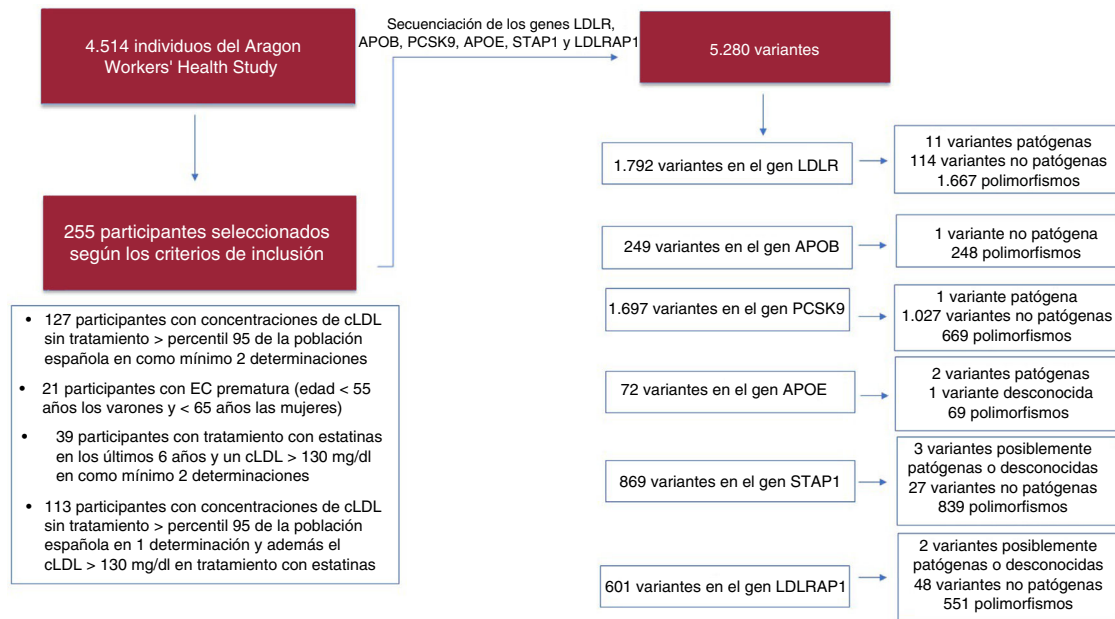 4.514 individuos del Aragon
Workers' Health Study
Secuenciación de los genes LDLR,
APOB, PCSK9, APOE, STAP1 y LDLRAP1
5.280 variantes
255 participantes seleccionados
según los criterios de inclusión
• 127 participantes con concentraciones de cLDL
sin tratamiento > percentil 95 de la población
española en como mínimo 2 determinaciones
• 21 participantes con EC prematura (edad < 55
años los varones y < 65 años las mujeres)
• 39 participantes con tratamiento con estatinas
en los últimos 6 años y un cLDL > 130 mg/dl
en como mínimo 2 determinaciones
• 113 participantes con concentraciones de cLDL
sin tratamiento > percentil 95 de la población
española en 1 determinación y además el
cLDL > 130 mg/dl en tratamiento con estatinas
1.792 variantes en el gen LDLR
11 variantes patógenas
114 variantes no patógenas
1.667 polimorfismos
249 variantes en el gen APOB
1 variante no patógena
248 polimorfismos
1.697 variantes en el gen PCSK9
1 variante patógena
1.027 variantes no patógenas
669 polimorfismos
72 variantes en el gen APOE
2 variantes patógenas
1 variante desconocida
69 polimorfismos
869 variantes en el gen STAP1
3 variantes posiblemente
patógenas o desconocidas
27 variantes no patógenas
839 polimorfismos
601 variantes en el gen LDLRAP1
2 variantes posiblemente
patógenas o desconocidas
48 variantes no patógenas
551 polimorfismos